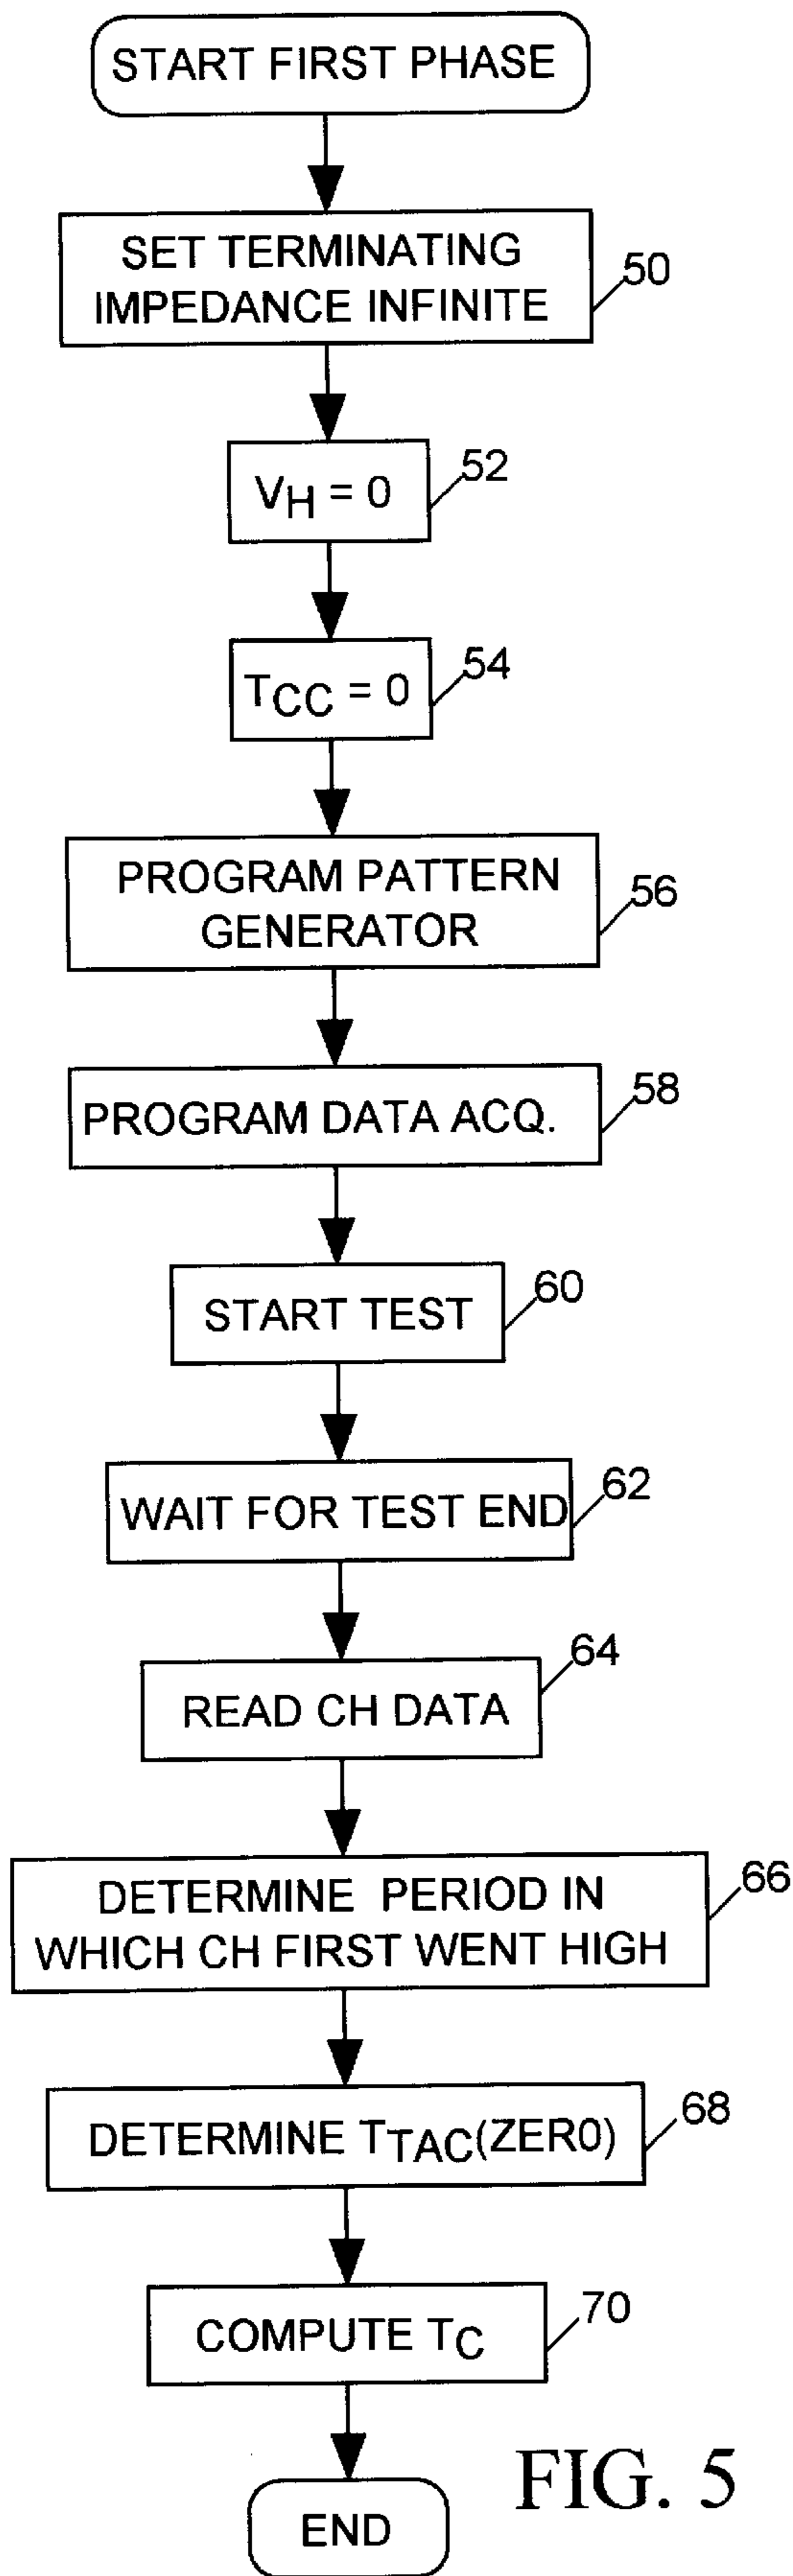 START FIRST PHASE
SET TERMINATING
IMPEDANCE INFINITE
50
VH = 0
52
TCC = 0
54
PROGRAM PATTERN
GENERATOR
56
PROGRAM DATA ACQ.
58
START TEST
60
WAIT FOR TEST END
62
READ CH DATA
64
DETERMINE PERIOD IN
WHICH CH FIRST WENT HIGH
66
DETERMINE TTAC(ZER0)
68
COMPUTE TC
70
END
FIG. 5